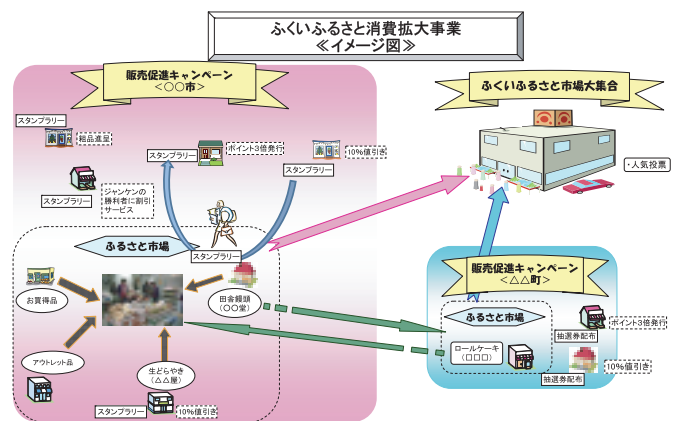 ふくいふるさと消費拡大事業
≪イメージ図≫
販売促進キャンペーン
<〇〇市>
スタンプラリー
粗品進呈
スタンプラリー
ポイント3倍発行
10%値引き
スタンプラリー
ジャンケンの
勝利者に割引
サービス
スタンプラリー
ふるさと市場
スタンプラリー
お買得品
田舎饅頭
(〇〇堂)
アウトレット品
生どらやき
(△△屋)
スタンプラリー
10%値引き
ふくいふるさと市場大集合
・人気投票
販売促進キャンペーン
<△△町>
ふるさと市場
ロールケーキ
(□□□)
ポイント3倍発行
抽選券配布
10%値引き
抽選券配布